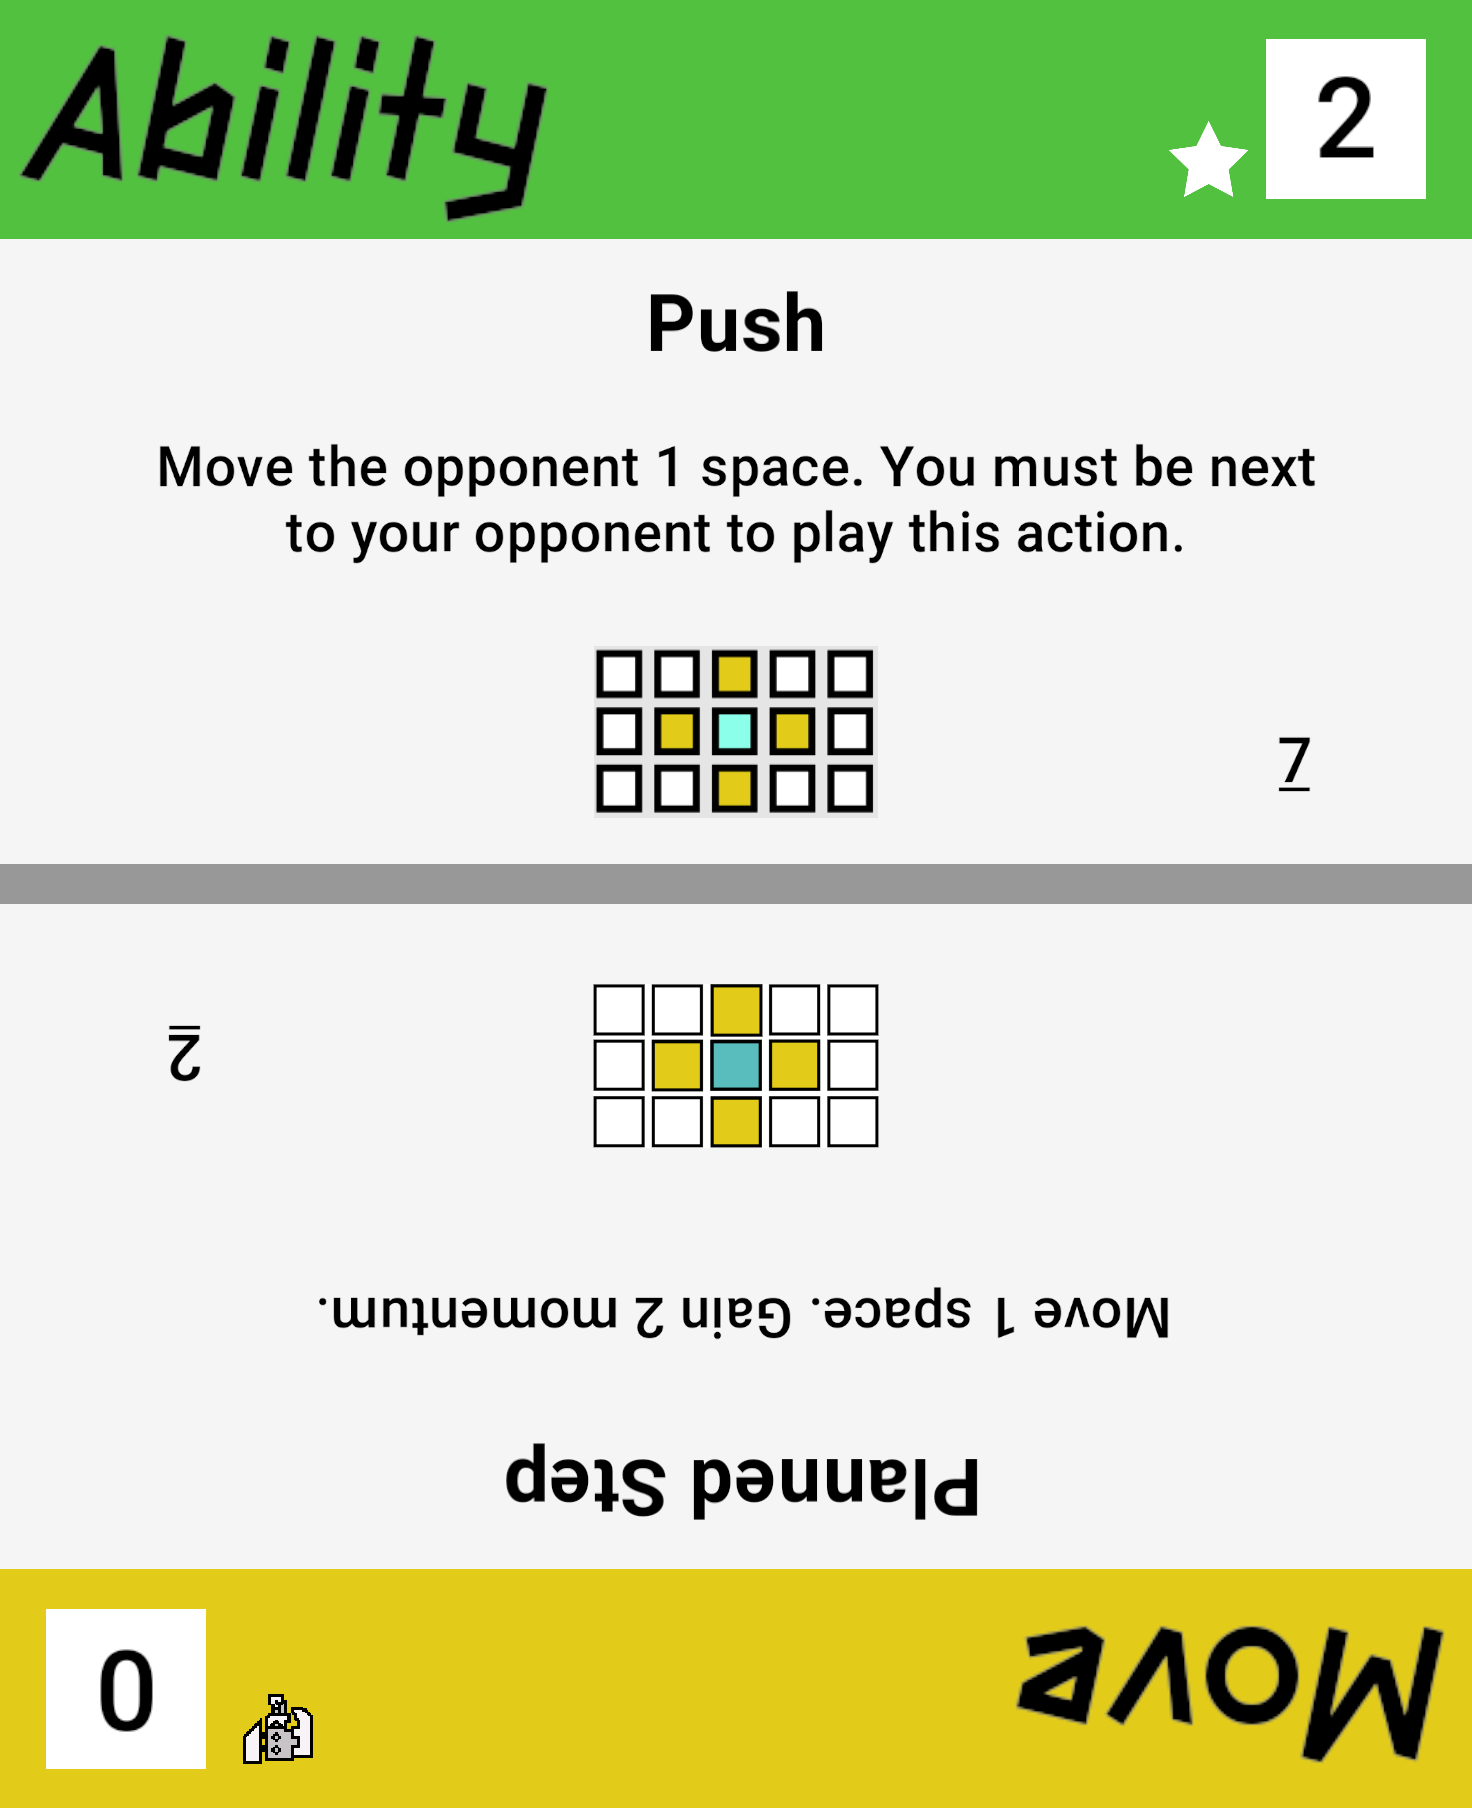 Ability
2
Push
Move the opponent 1 space. You must be next
to your opponent to play this action.
7
Move
0
Planned Step
Move 1 space. Gain 2 momentum.
2